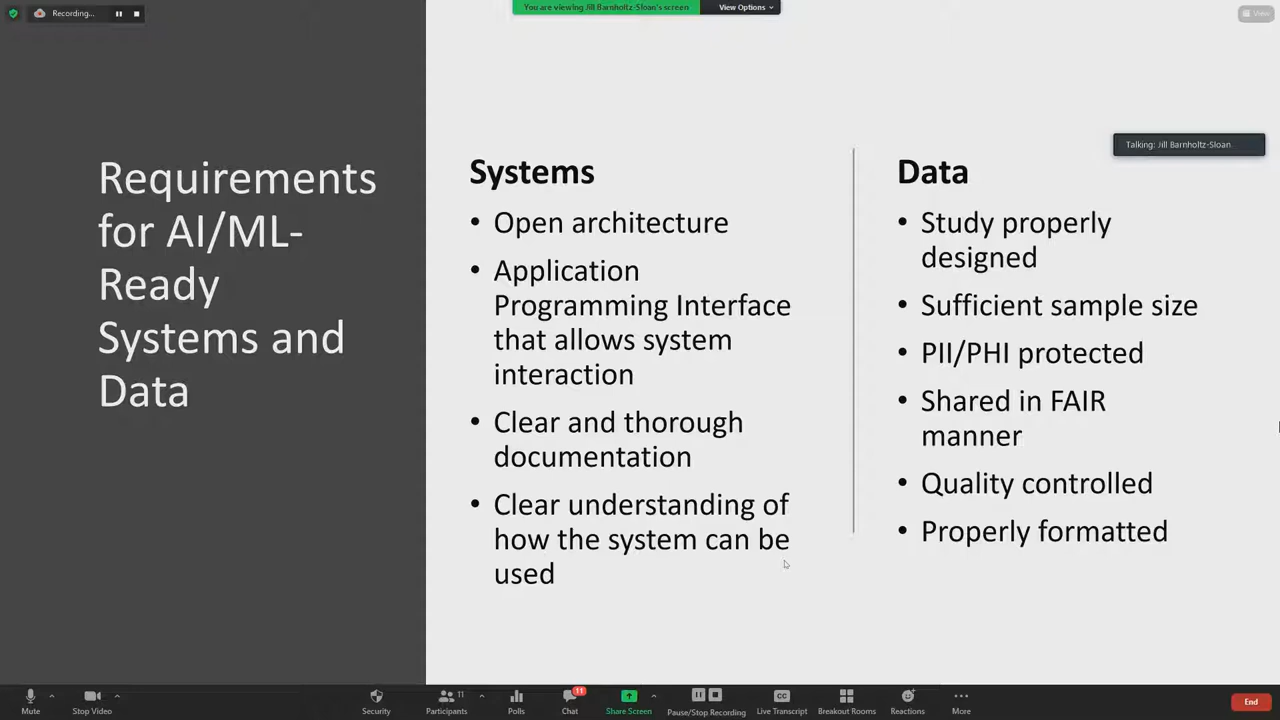 Recording...
You are viewing Jill Barnholtz-Sloan's screen
View Options
View
Talking: Jill Barnholtz-Sloan
Requirements
for AI/ML-
Ready
Systems and
Data
Systems
• Open architecture
• Application
Programming Interface
that allows system
interaction
• Clear and thorough
documentation
• Clear understanding of
how the system can be
used
Data
• Study properly
designed
• Sufficient sample size
• PII/PHI protected
• Shared in FAIR
manner
• Quality controlled
• Properly formatted
Mute
Stop Video
Security
11
Participants
Polls
11
Chat
Share Screen
Pause/Stop Recording
CC
Live Transcript
Breakout Rooms
Reactions
More
End